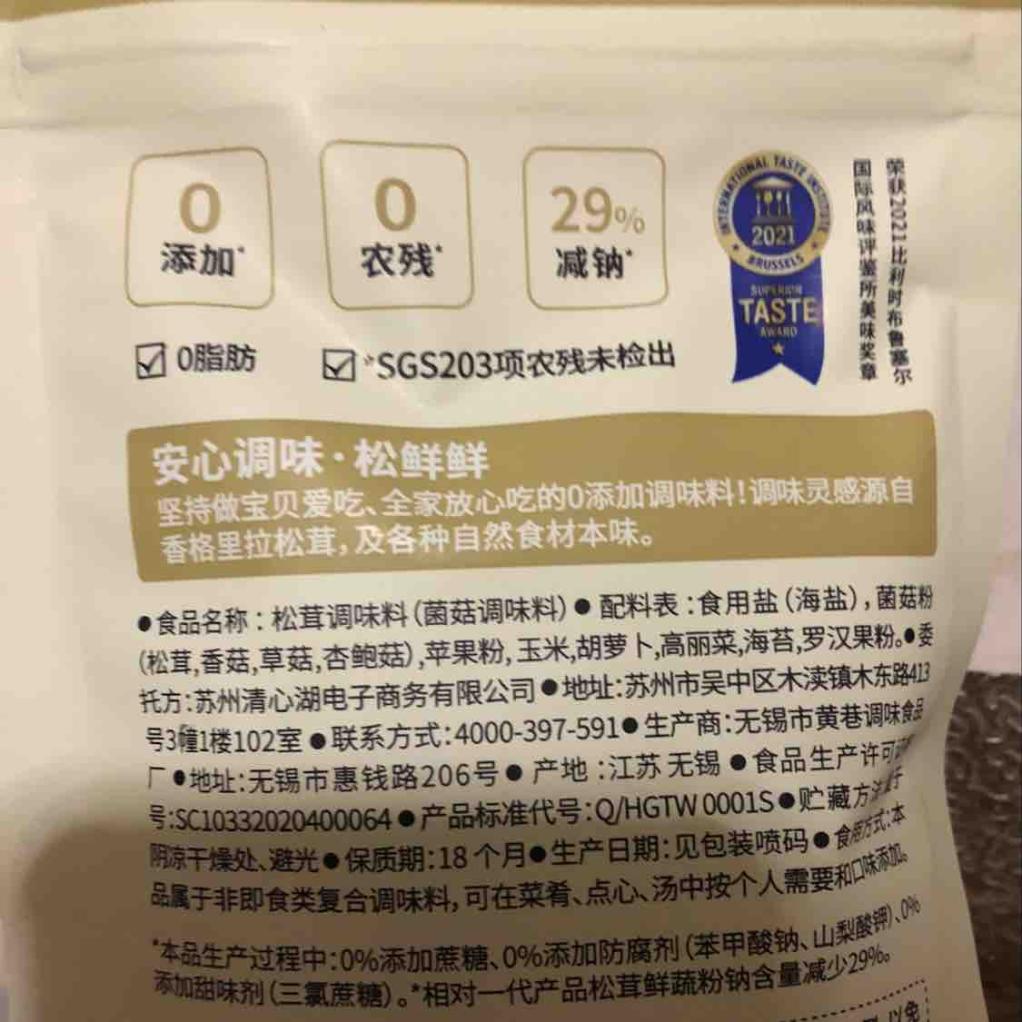 0
添加*
0
农残*
29%
减钠*
0脂肪
*SGS203项农残未检出
INTERNATIONAL TASTE INSTITUTE
2021
BRUSSELS
SUPERIOR
TASTE
AWARD
荣获2021比利时布鲁塞尔
国际风味评鉴所美味奖章
安心调味·松鲜鲜
坚持做宝贝爱吃、全家放心吃的0添加调味料！调味灵感源自
香格里拉松茸，及各种自然食材本味。
●食品名称：松茸调味料（菌菇调味料）● 配料表：食用盐（海盐），菌菇粉
（松茸,香菇,草菇,杏鲍菇）,苹果粉,玉米,胡萝卜,高丽菜,海苔,罗汉果粉。●委
托方：苏州清心湖电子商务有限公司●地址：苏州市吴中区木渎镇木东路413
号3幢1楼102室●联系方式：4000-397-591●生产商：无锡市黄巷调味食品
厂●地址：无锡市惠钱路206号● 产地：江苏无锡●食品生产许可证
号:SC10332020400064●产品标准代号:Q/HGTW 0001S●贮藏方
阴凉干燥处、避光●保质期：18个月●生产日期：见包装喷码●食用方式：本
品属于非即食类复合调味料，可在菜肴、点心、汤中按个人需要和口味添加。
*本品生产过程中：0%添加蔗糖、0%添加防腐剂（苯甲酸钠、山梨酸钾）、0%
添加甜味剂（三氯蔗糖）。*相对一代产品松茸鲜蔬粉钠含量减少29%。
以免